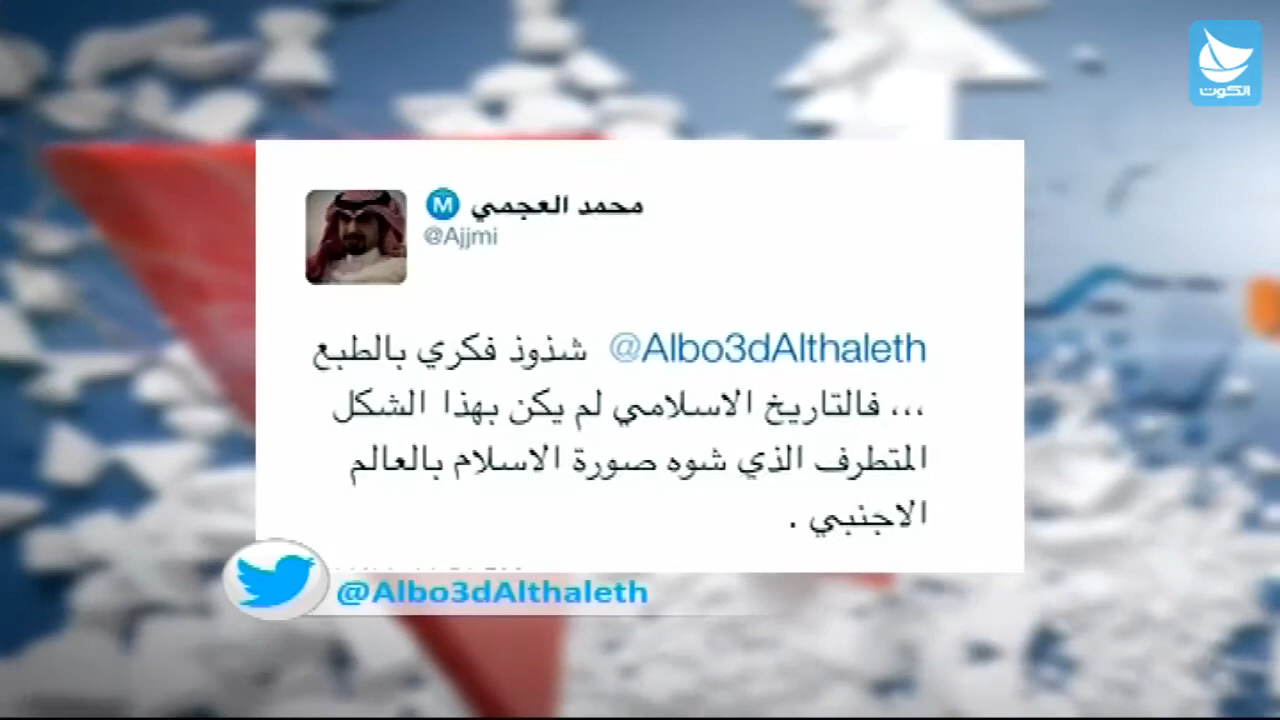 الكوت
محمد العجمي M
@Ajjmi
@Albo3dAlthaleth شذوذ فكري بالطبع
،،، فالتاريخ الاسلامي لم يكن بهذا الشكل
المتطرف الذي شوه صورة الاسلام بالعالم
الاجنبي .
@Albo3dAlthaleth